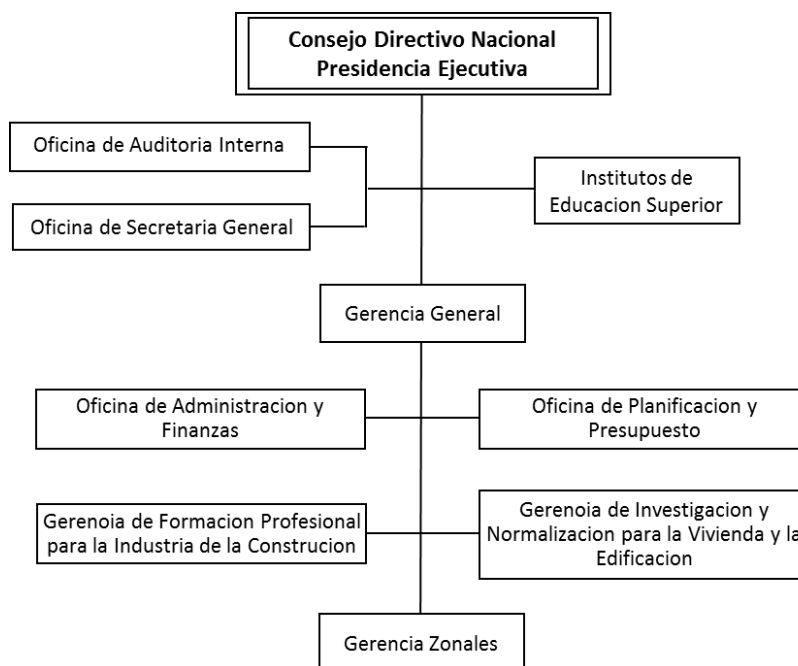 Consejo Directivo Nacional
Presidencia Ejecutiva
Oficina de Auditoria Interna
Institutos de
Educacion Superior
Oficina de Secretaria General
Gerencia General
Oficina de Administracion y
Finanzas
Oficina de Planificacion y
Presupuesto
Gerenoia de Formacion Profesional
para la Industria de la Construcion
Gerenoia de Investigacion y
Normalizacion para la Vivienda y la
Edificacion
Gerencia Zonales